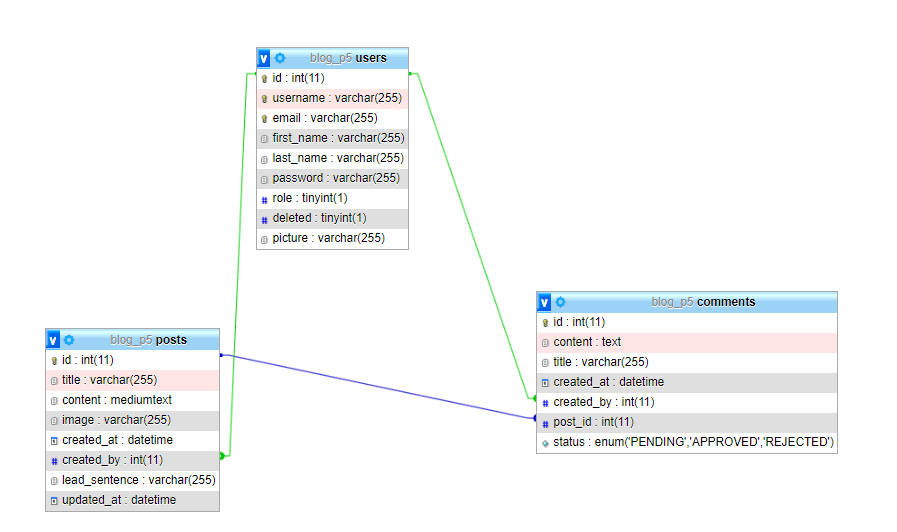 v blog_p5 users
id : int(11)
username : varchar(255)
email : varchar(255)
first_name : varchar(255)
last_name : varchar(255)
password : varchar(255)
role : tinyint(1)
deleted : tinyint(1)
picture : varchar(255)
v blog_p5 posts
id : int(11)
title : varchar(255)
content : mediumtext
image : varchar(255)
created_at : datetime
created_by : int(11)
lead_sentence : varchar(255)
updated_at : datetime
v blog_p5 comments
id : int(11)
content : text
title : varchar(255)
created_at : datetime
created_by : int(11)
post_id : int(11)
status : enum('PENDING','APPROVED','REJECTED')